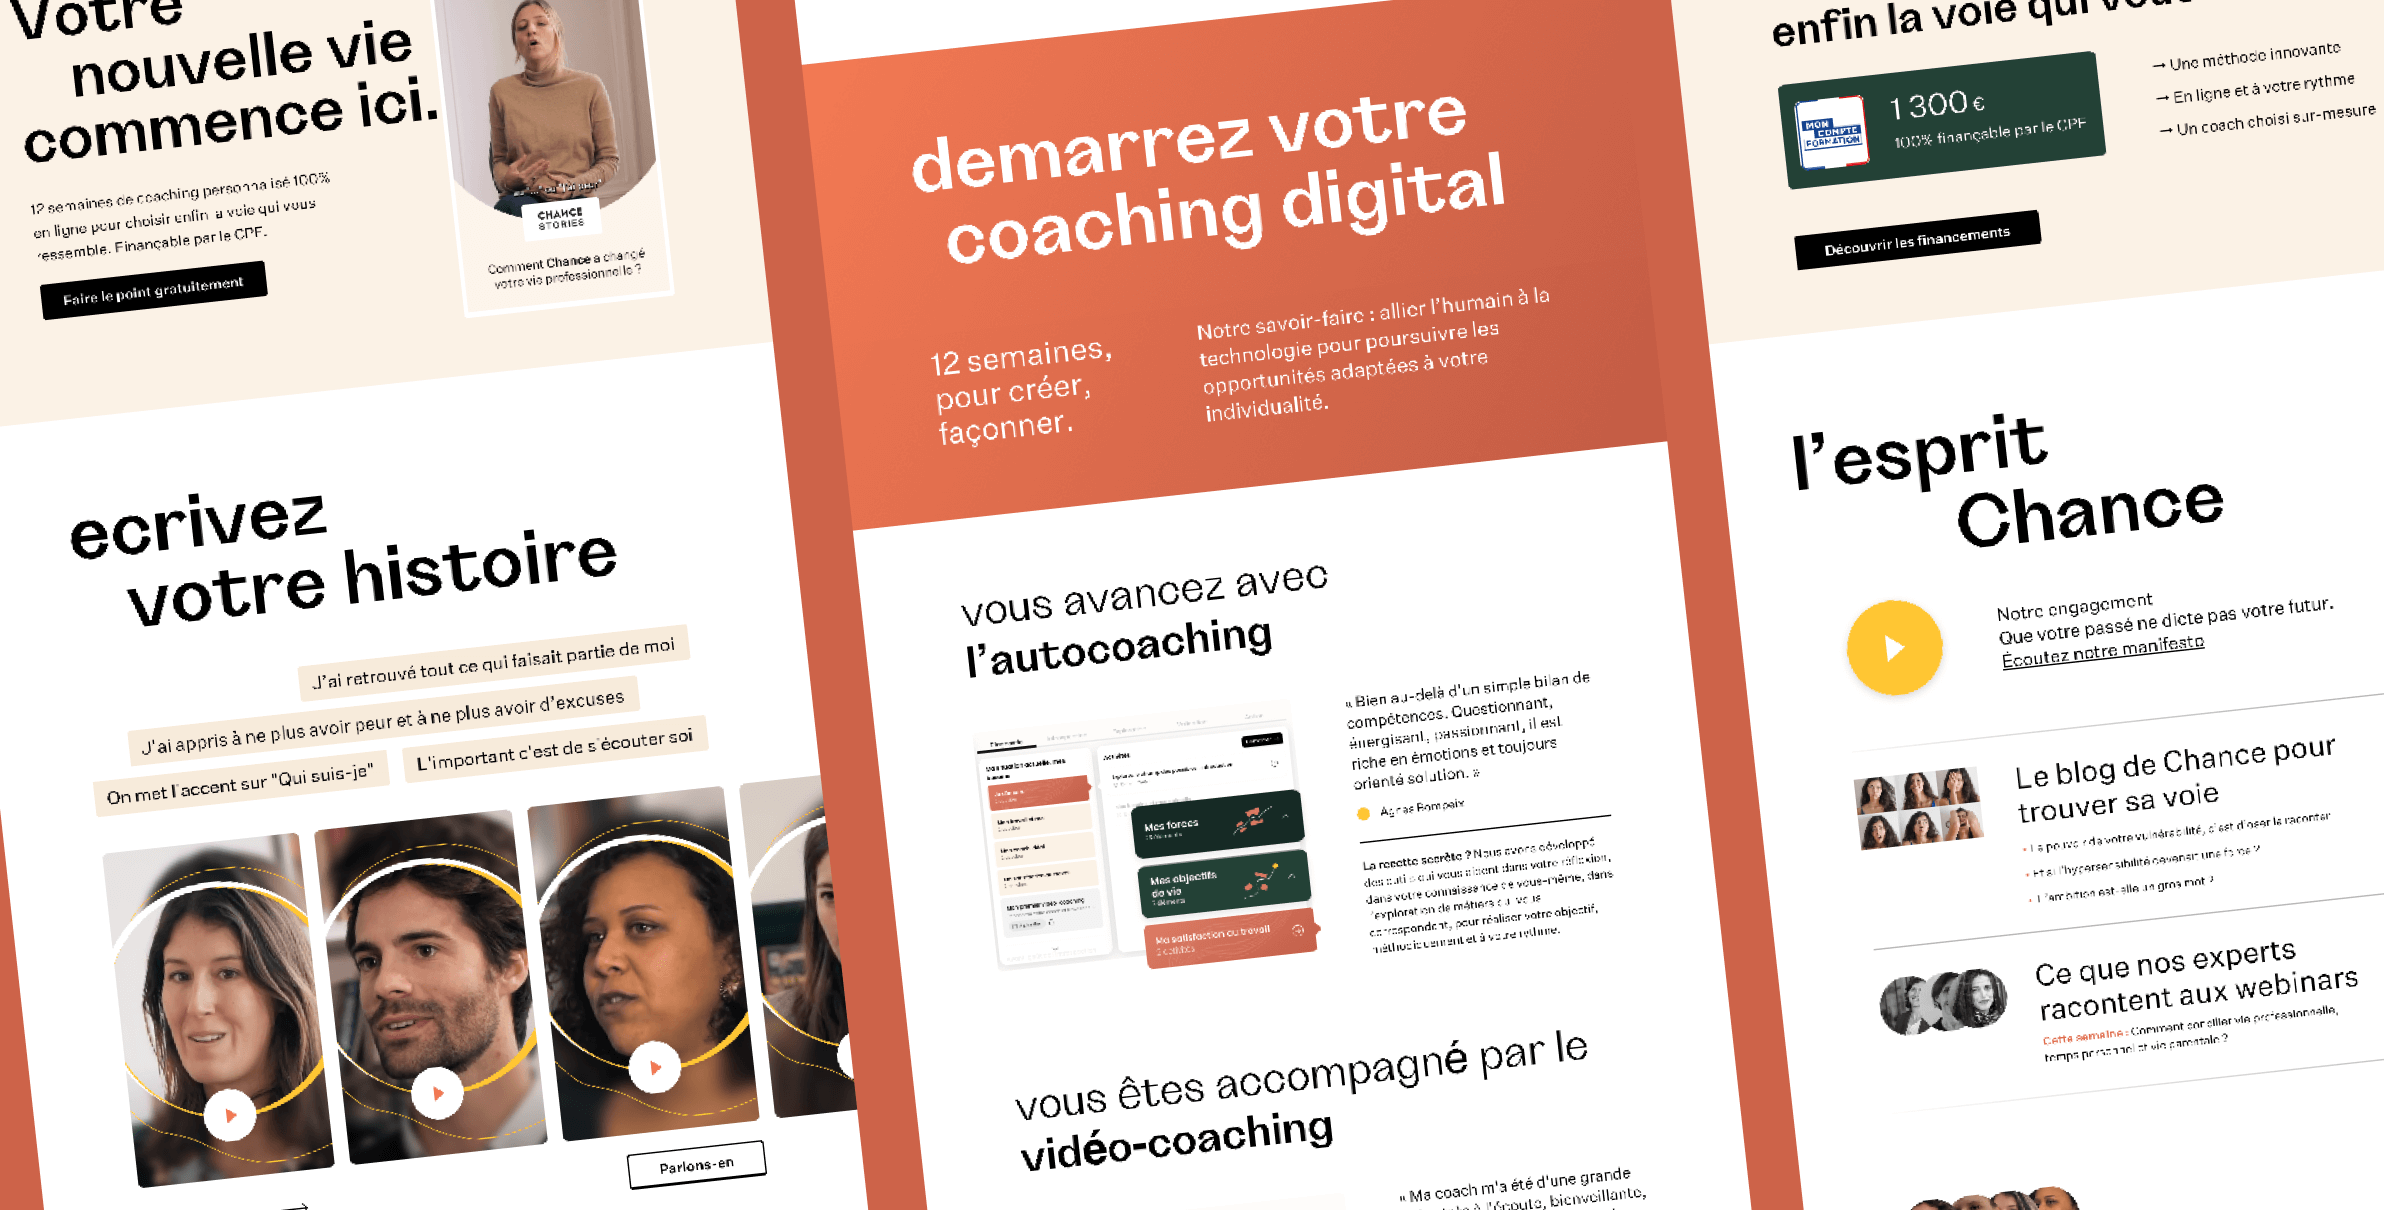 Votre
nouvelle vie
commence ici.
12 semaines de coaching personnalisé 100%
en ligne pour choisir enfin la voie qui vous
ressemble. Finançable par le CPF.
Faire le point gratuitement
CHANCE
STORIES
Comment Chance a changé
votre vie professionnelle ?
ecrivez
votre histoire
J'ai retrouvé tout ce qui faisait partie de moi
J'ai appris à ne plus avoir peur et à ne plus avoir d'excuses
On met l'accent sur "Qui suis-je"
L'important c'est de s'écouter soi
Parlons-en
demarrez votre
coaching digital
12 semaines,
pour créer,
façonner.
Notre savoir-faire : allier l'humain à la
technologie pour poursuivre les
opportunités adaptées à votre
individualité.
vous avancez avec
l'autocoaching
Activités
Mes forces
Mes objectifs
de vie
7 éléments
Ma satisfaction au travail
« Bien au-delà d'un simple bilan de
compétences. Questionnant,
énergisant, passionnant, il est
riche en émotions et toujours
orienté solution. »
Agnès Bompaix
La recette secrète ? Nous avons développé
des outils qui vous aident dans votre réflexion,
dans votre connaissance de vous-même, dans
l'exploration de métiers qui vous
correspondent, pour réaliser votre objectif,
méthodiquement et à votre rythme.
vous êtes accompagné par le
vidéo-coaching
« Ma coach m'a été d'une grande
à l'écoute, bienveillante,
enfin la voie qui
MON
COMPTE
FORMATION
1 300 €
100% finançable par le CPF
→ Une méthode innovante
→ En ligne et à votre rythme
→ Un coach choisi sur-mesure
Découvrir les financements
l'esprit
Chance
Notre engagement
Que votre passé ne dicte pas votre futur.
Écoutez notre manifesto
Le blog de Chance pour
trouver sa voie
• Le pouvoir de votre vulnérabilité, c'est d'oser la raconter
• Et si l'hypersensibilité devenait une force ?
• L'ambition est-elle un gros mot ?
Ce que nos experts
racontent aux webinars
Cette semaine : Comment concilier vie professionnelle,
temps personnel et vie parentale ?